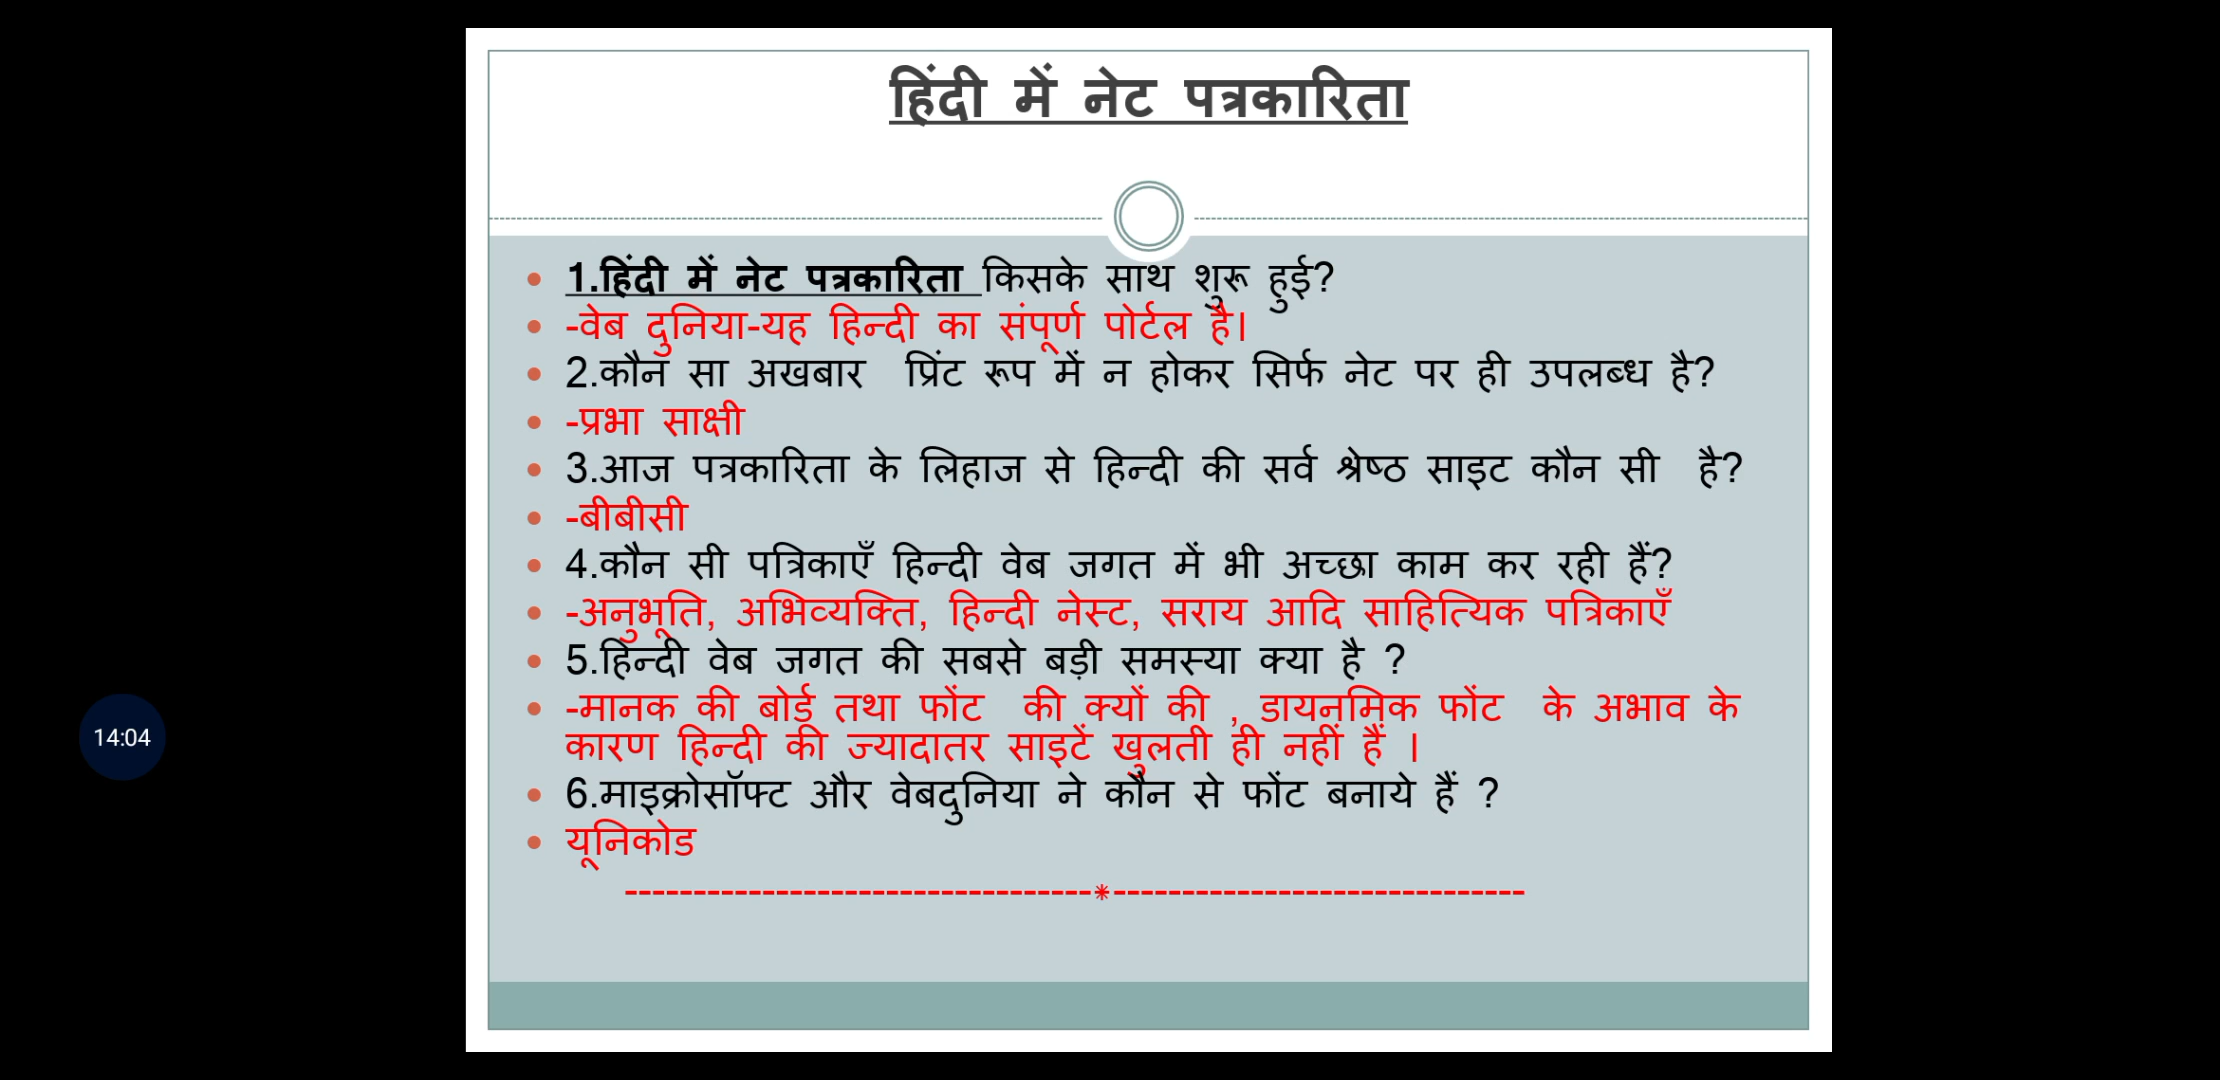 हिंदी में नेट पत्रकारिता
1.हिंदी में नेट पत्रकारिता किसके साथ शुरू हुई?
-वेब दुनिया-यह हिन्दी का संपूर्ण पोर्टल है।
2.कौन सा अखबार प्रिंट रूप में न होकर सिर्फ नेट पर ही उपलब्ध है?
-प्रभा साक्षी
3.आज पत्रकारिता के लिहाज से हिन्दी की सर्व श्रेष्ठ साइट कौन सी है?
-बीबीसी
4.कौन सी पत्रिकाएँ हिन्दी वेब जगत में भी अच्छा काम कर रही हैं?
-अनुभूति, अभिव्यक्ति, हिन्दी नेस्ट, सराय आदि साहित्यिक पत्रिकाएँ
5.हिन्दी वेब जगत की सबसे बड़ी समस्या क्या है ?
-मानक की बोर्ड तथा फोंट की क्यों की , डायनमिक फोंट के अभाव के
कारण हिन्दी की ज्यादातर साइटें खुलती ही नहीं हैं ।
14:04
6.माइक्रोसॉफ्ट और वेबदुनिया ने कौन से फोंट बनाये हैं ?
यूनिकोड
----------------------------------*------------------------------